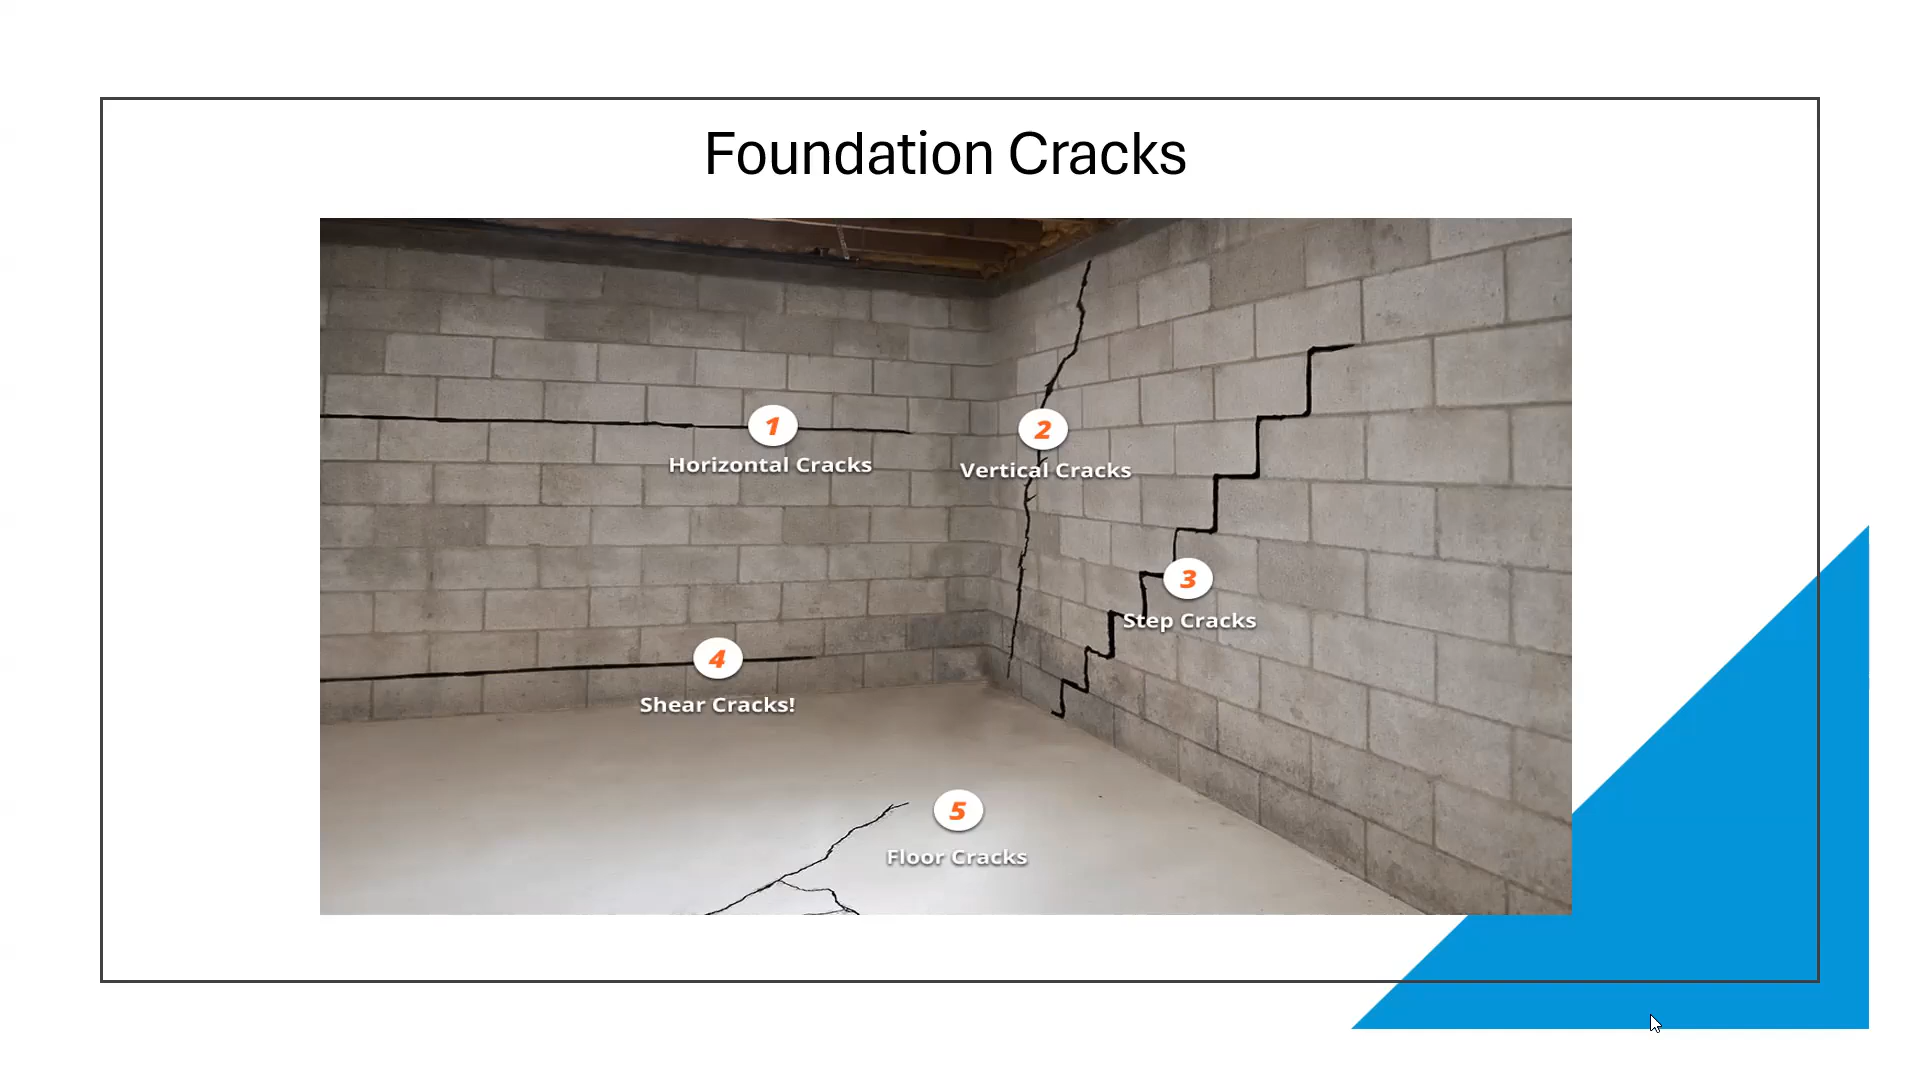 Foundation Cracks
1
Horizontal Cracks
2
Vertical Cracks
3
Step Cracks
4
Shear Cracks!
5
Floor Cracks